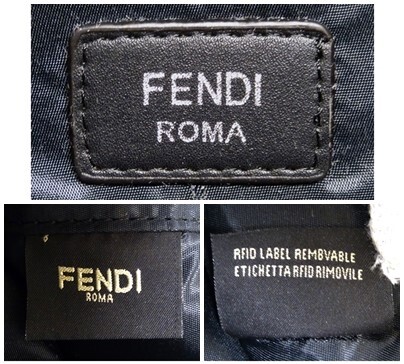 FENDI
ROMA
FENDI
ROMA
RFID LABEL REMBVABLE
ETICHETTA RFID RIMOVILE